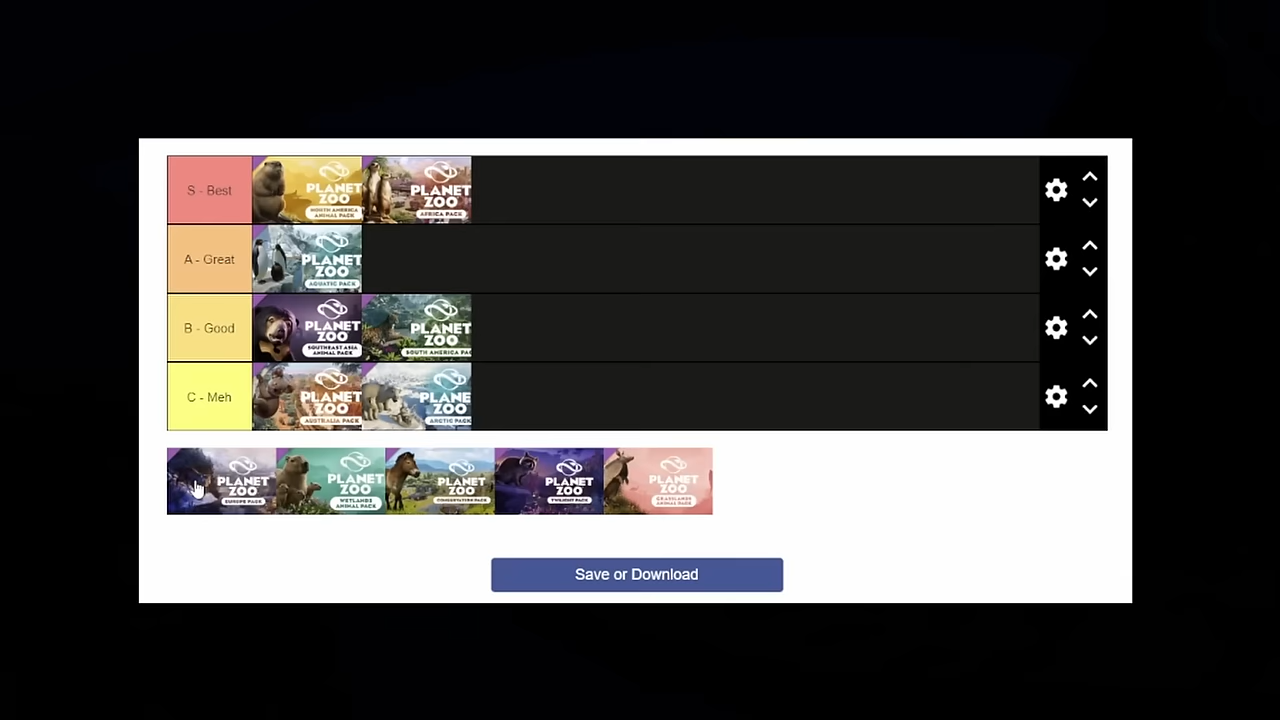 S - Best
PLANET
ZOO
NORTH AMERICA
ANIMAL PACK
PLANET
ZOO
AFRICA PACK
A - Great
PLANET
ZOO
AQUATIC PACK
B - Good
PLANET
ZOO
SOUTHEAST ASIA
ANIMAL PACK
PLANET
ZOO
SOUTH AMERICA PAC
C - Meh
PLANET
ZOO
AUSTRALIA PACK
PLANE
ZOO
ARCTIC PACK
PLANET
ZOO
EUROPE PACK
PLANET
ZOO
WETLANDS
ANIMAL PACK
PLANET
ZOO
CONSERVATION PACK
PLANET
ZOO
TWILIGHT PACK
PLANET
ZOO
GRASSLANDS
ANIMAL PACK
Save or Download